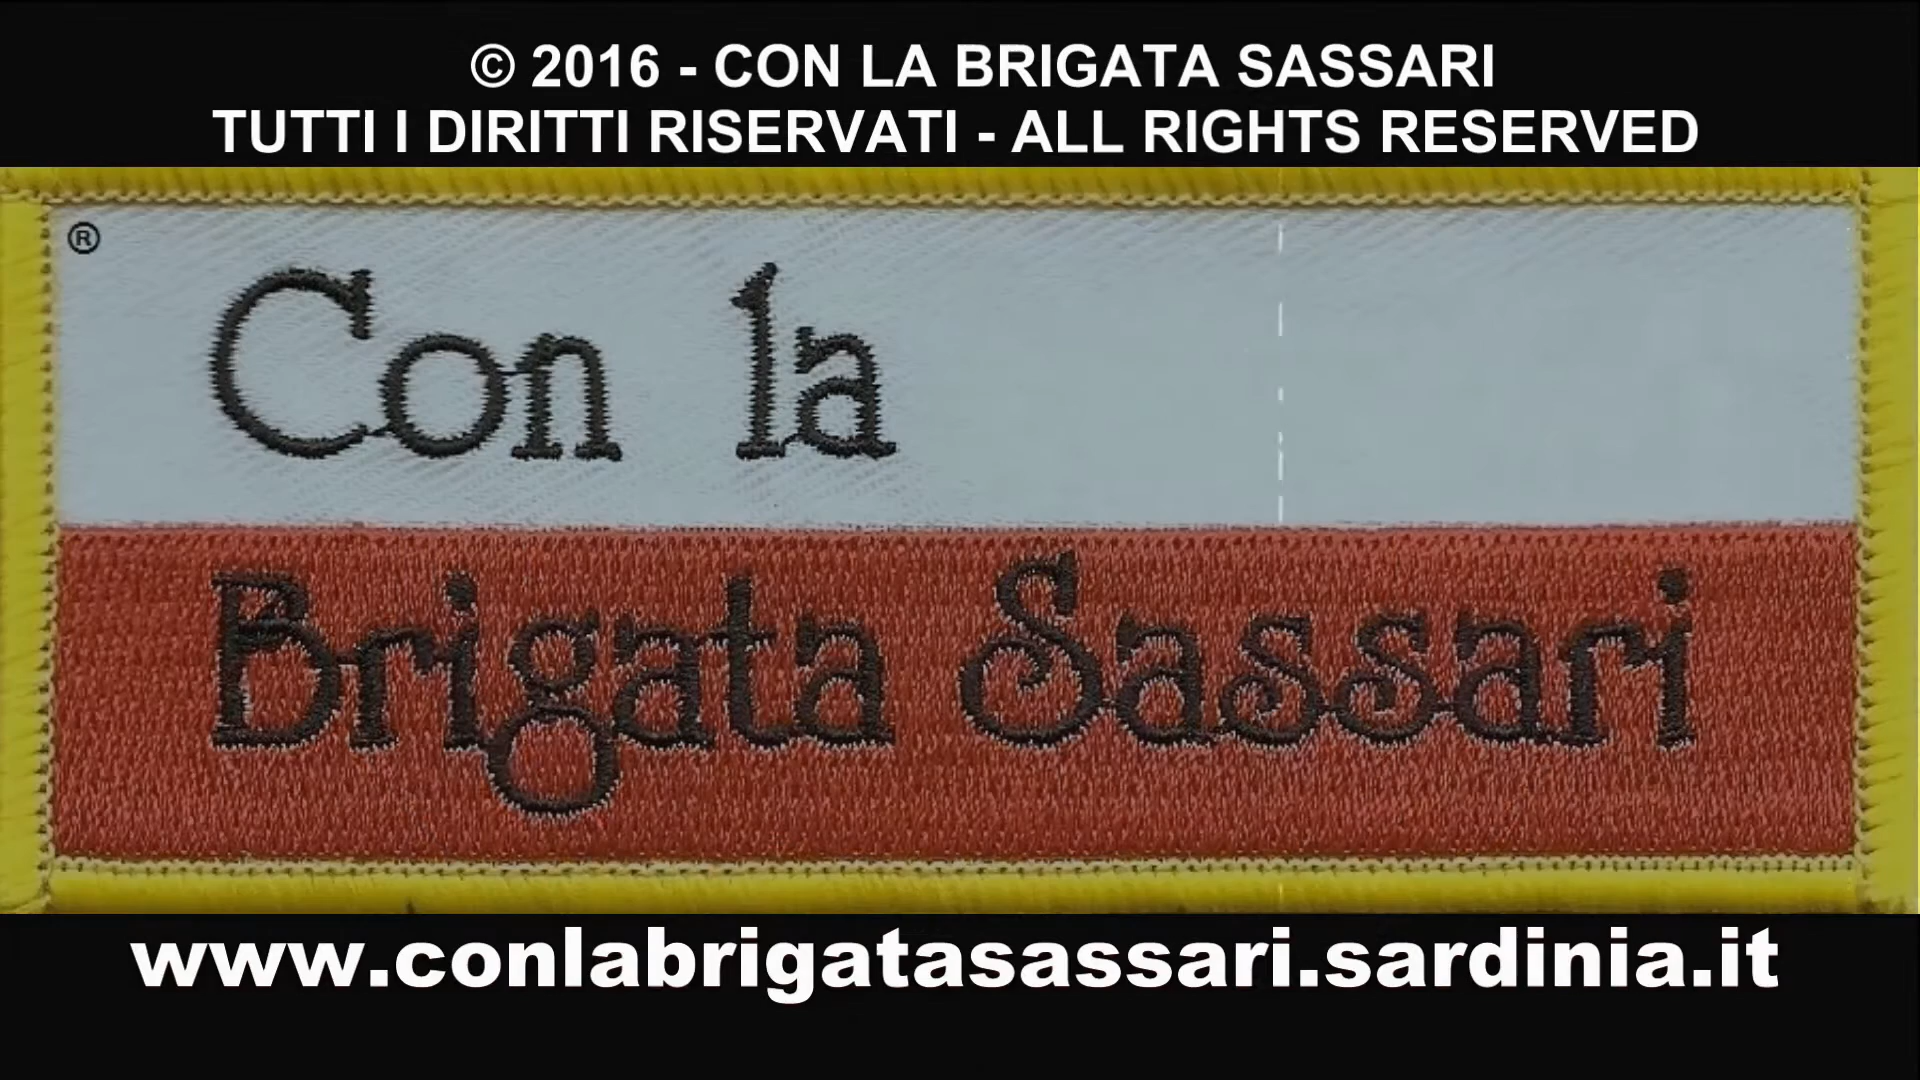 © 2016 - CON LA BRIGATA SASSARI
TUTTI I DIRITTI RISERVATI - ALL RIGHTS RESERVED
®
Con la
Brigata Sassari
www.conlabrigatasassari.sardinia.it